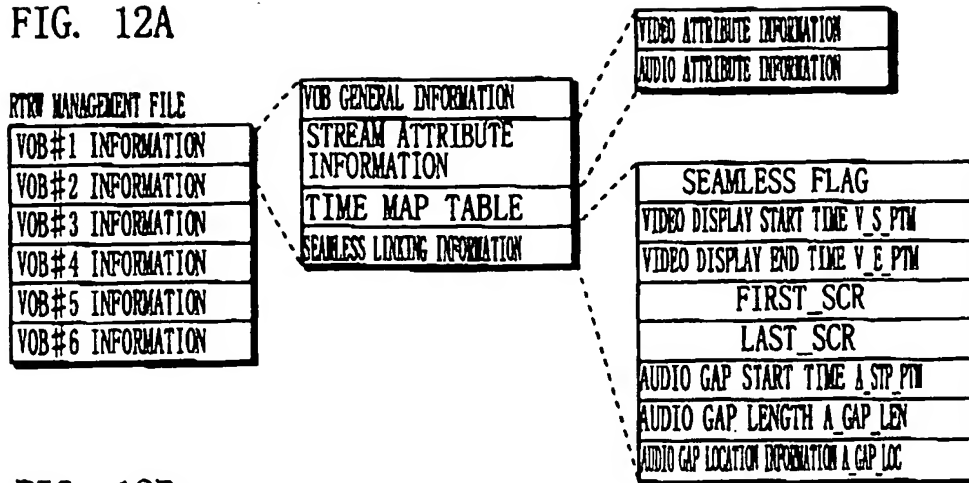 FIG. 12A
RTRW MANAGEMENT FILE
VOB#1 INFORMATION
VOB#2 INFORMATION
VOB#3 INFORMATION
VOB#4 INFORMATION
VOB#5 INFORMATION
VOB#6 INFORMATION
VOB GENERAL INFORMATION
STREAM ATTRIBUTE
INFORMATION
TIME MAP TABLE
SEAMLESS LINKING INFORMATION
VIDEO ATTRIBUTE INFORMATION
AUDIO ATTRIBUTE INFORMATION
SEAMLESS FLAG
VIDEO DISPLAY START TIME V_S_PTM
VIDEO DISPLAY END TIME V_E_PTM
FIRST_SCR
LAST_SCR
AUDIO GAP START TIME A_STP_PTM
AUDIO GAP LENGTH A_GAP_LEN
AUDIO GAP LOCATION INFORMATION A_GAP_LOC